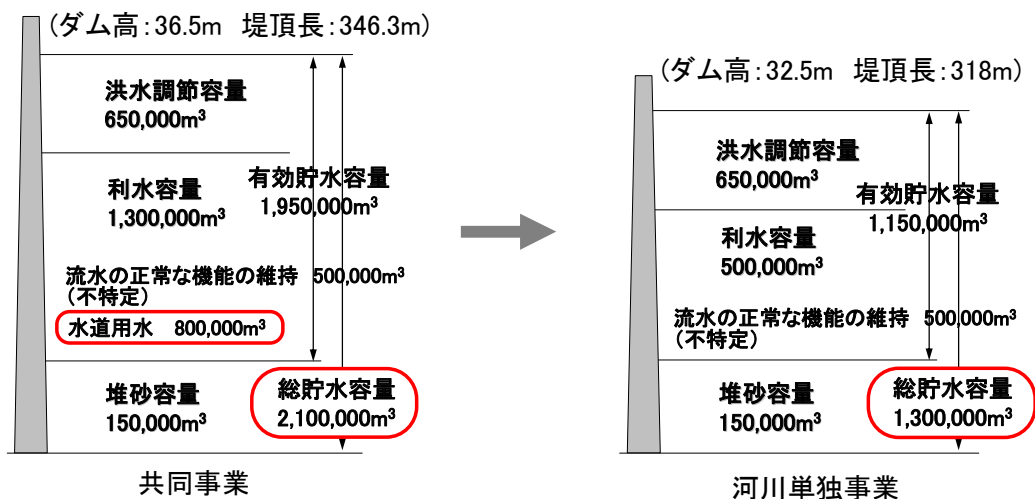 (ダム高:36.5m 堤頂長:346.3m)
洪水調節容量
650,000m³
利水容量
1,300,000m³
有効貯水容量
1,950,000m³
流水の正常な機能の維持 500,000m³
(不特定)
水道用水 800,000m³
堆砂容量
150,000m³
総貯水容量
2,100,000m³
共同事業
(ダム高:32.5m 堤頂長:318m)
洪水調節容量
650,000m³
有効貯水容量
1,150,000m³
利水容量
500,000m³
流水の正常な機能の維持 500,000m³
(不特定)
堆砂容量
150,000m³
総貯水容量
1,300,000m³
河川単独事業